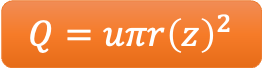 Q = uπr(z)²